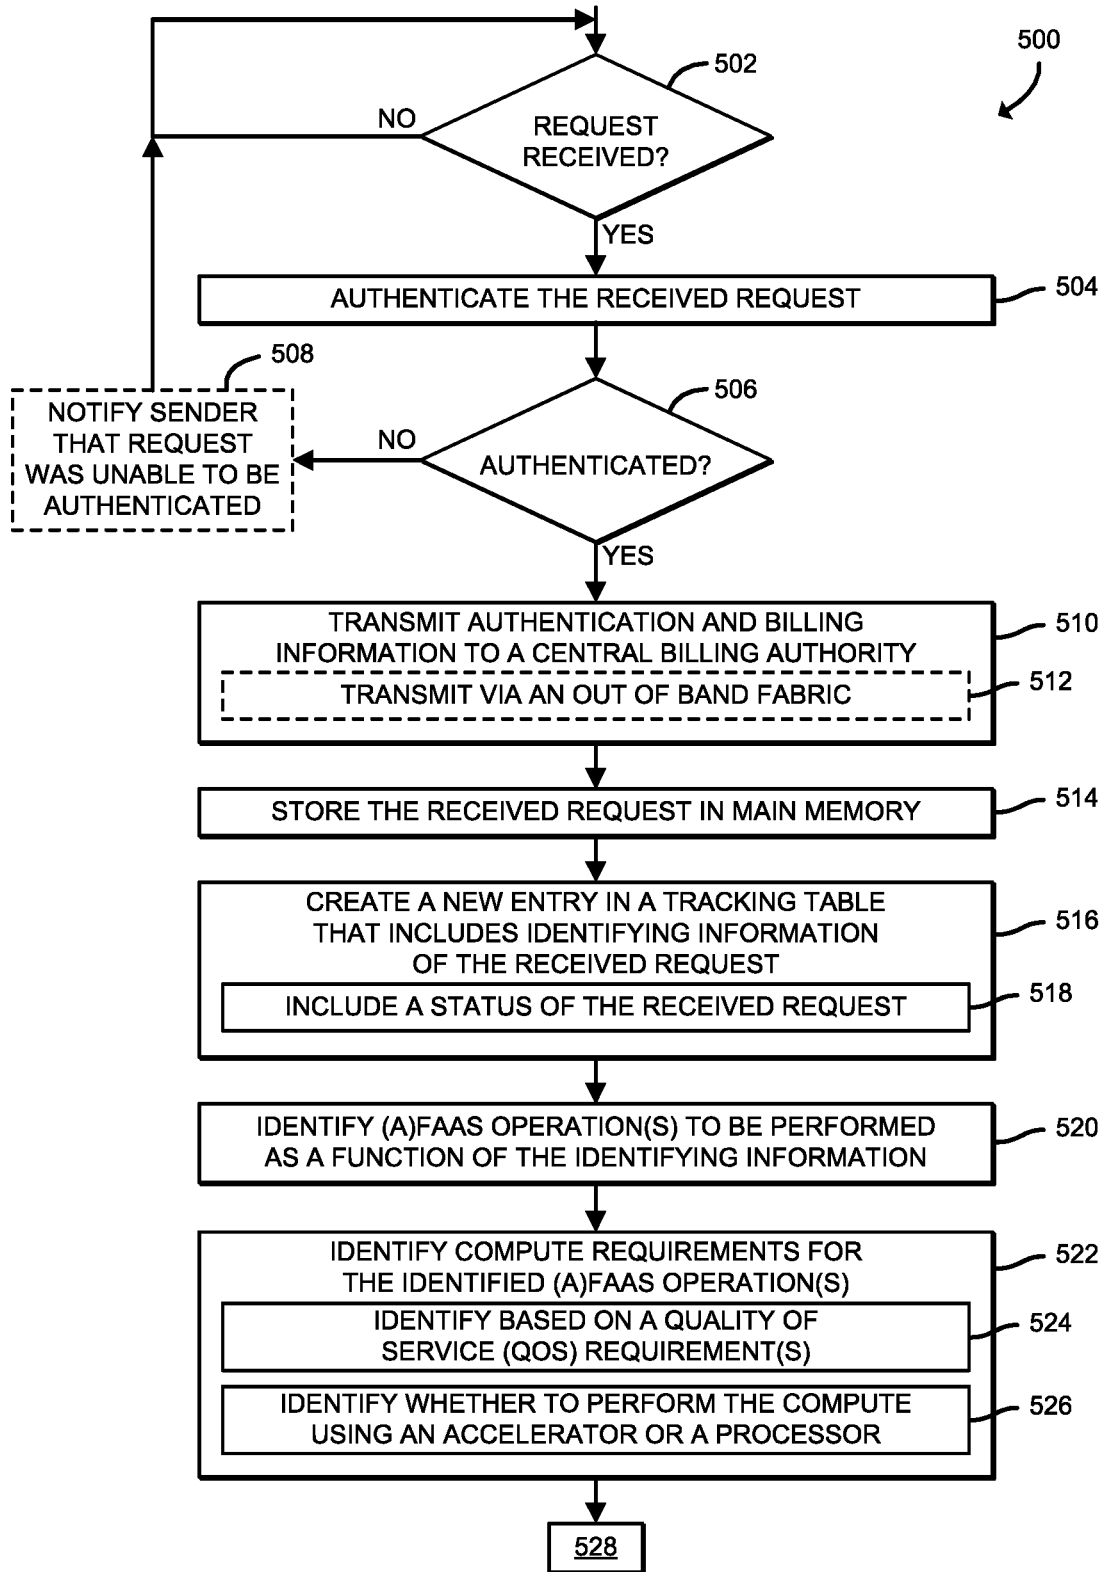 500
502
NO
REQUEST
RECEIVED?
YES
AUTHENTICATE THE RECEIVED REQUEST
504
508
NOTIFY SENDER
THAT REQUEST
WAS UNABLE TO BE
AUTHENTICATED
506
NO
AUTHENTICATED?
YES
TRANSMIT AUTHENTICATION AND BILLING
INFORMATION TO A CENTRAL BILLING AUTHORITY
510
TRANSMIT VIA AN OUT OF BAND FABRIC
512
STORE THE RECEIVED REQUEST IN MAIN MEMORY
514
CREATE A NEW ENTRY IN A TRACKING TABLE
THAT INCLUDES IDENTIFYING INFORMATION
OF THE RECEIVED REQUEST
516
INCLUDE A STATUS OF THE RECEIVED REQUEST
518
IDENTIFY (A)FAAS OPERATION(S) TO BE PERFORMED
AS A FUNCTION OF THE IDENTIFYING INFORMATION
520
IDENTIFY COMPUTE REQUIREMENTS FOR
THE IDENTIFIED (A)FAAS OPERATION(S)
522
IDENTIFY BASED ON A QUALITY OF
SERVICE (QOS) REQUIREMENT(S)
524
IDENTIFY WHETHER TO PERFORM THE COMPUTE
USING AN ACCELERATOR OR A PROCESSOR
526
528